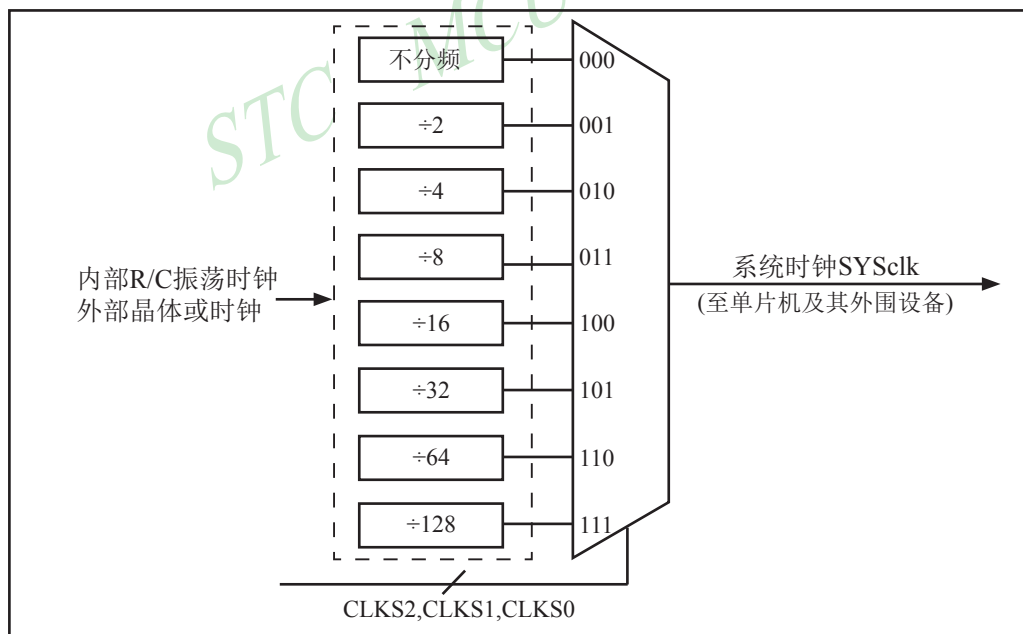 STC MCU
不分频
000
÷2
001
÷4
010
÷8
011
÷16
100
÷32
101
÷64
110
÷128
111
内部R/C振荡时钟
外部晶体或时钟
系统时钟SYSclk
(至单片机及其外围设备)
CLKS2,CLKS1,CLKS0